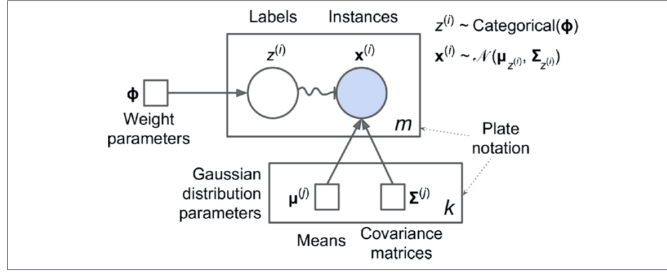 Labels Instances
z⁽ⁱ⁾ ~ Categorical(ϕ)
z⁽ⁱ⁾ x⁽ⁱ⁾
x⁽ⁱ⁾ ~ 𝒩(μ_z⁽ⁱ⁾, Σ_z⁽ⁱ⁾)
ϕ
Weight
parameters
m
Plate
notation
Gaussian
distribution
parameters
μ⁽ʲ⁾ Σ⁽ʲ⁾
k
Means
Covariance
matrices